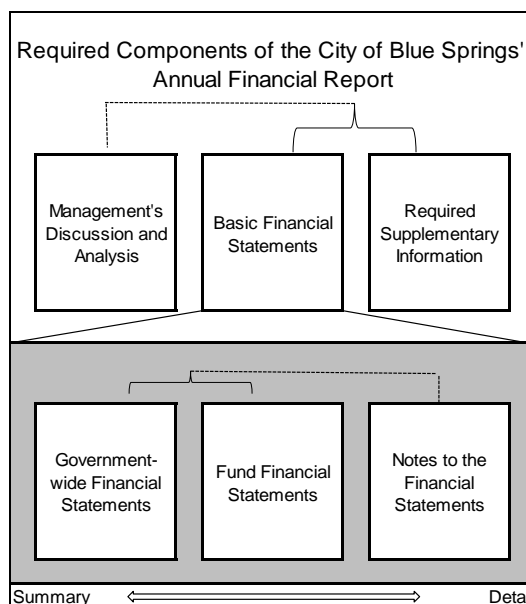 Required Components of the City of Blue Springs'
Annual Financial Report
Management's
Discussion and
Analysis
Basic Financial
Statements
Required
Supplementary
Information
Government-
wide Financial
Statements
Fund Financial
Statements
Notes to the
Financial
Statements
Summary
Deta